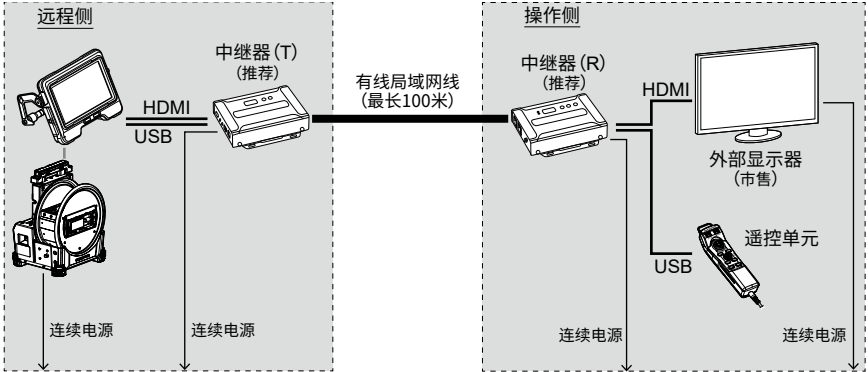 远程侧
中继器（T）
（推荐）
HDMI
USB
连续电源
连续电源
有线局域网线
（最长100米）
操作侧
中继器（R）
（推荐）
HDMI
外部显示器
（市售）
遥控单元
USB
连续电源
连续电源